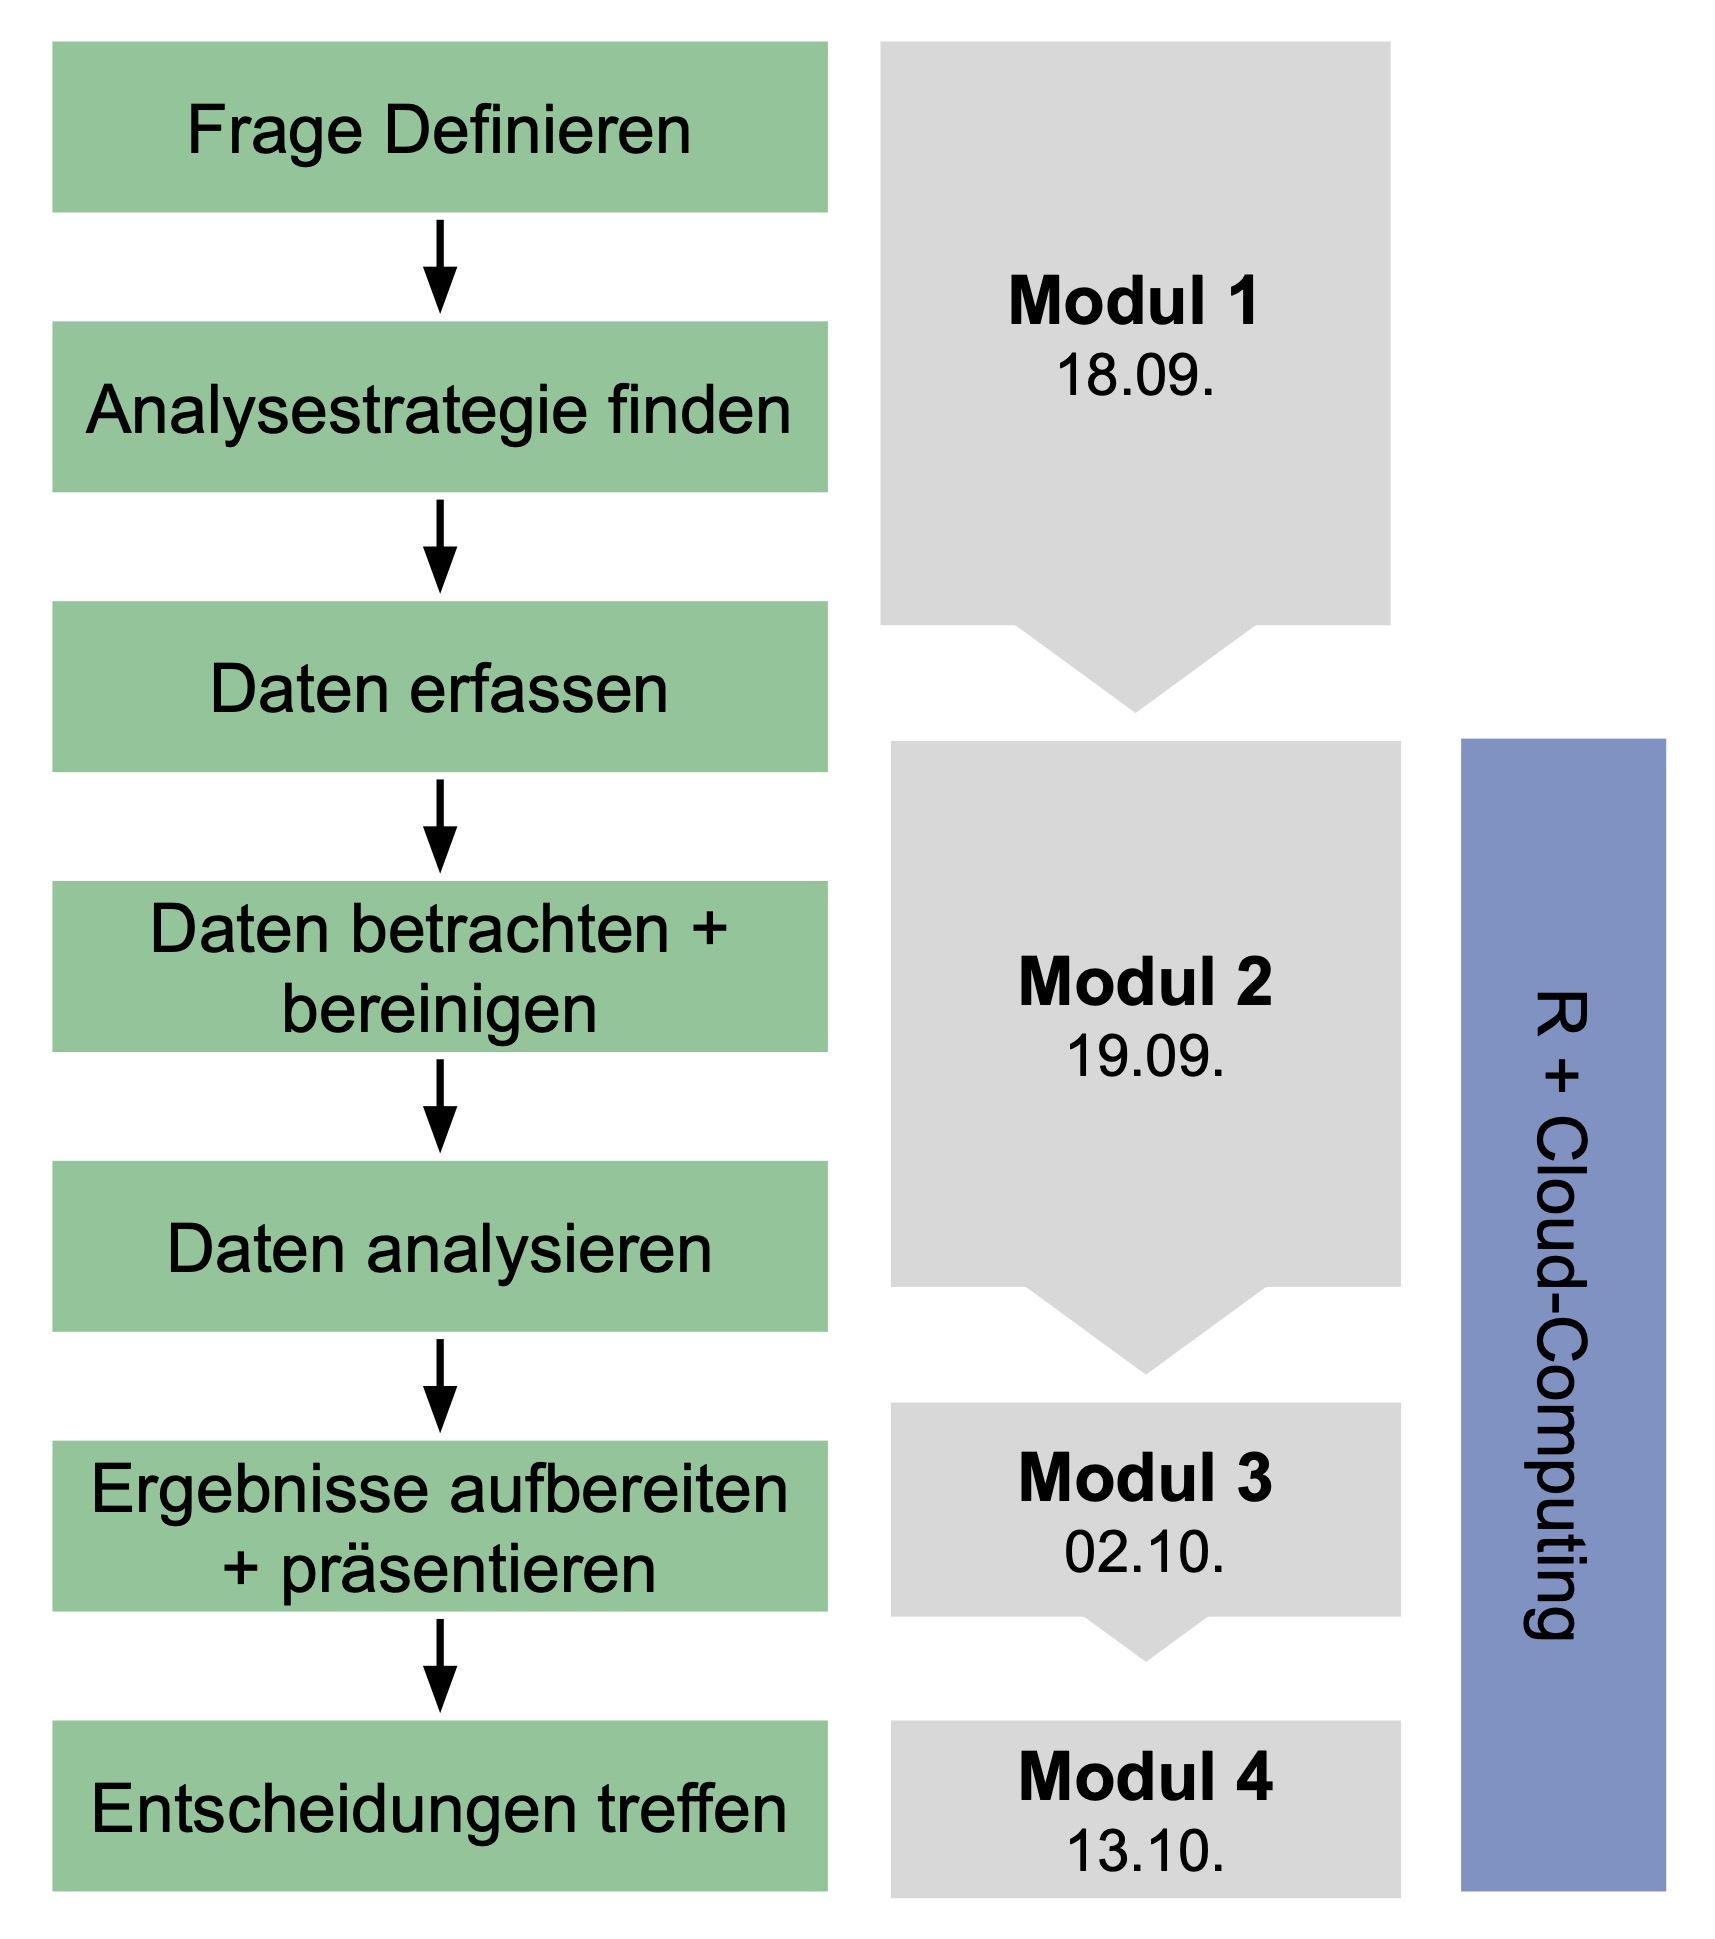 Frage Definieren
Analysestrategie finden
Daten erfassen
Daten betrachten +
bereinigen
Daten analysieren
Ergebnisse aufbereiten
+ präsentieren
Entscheidungen treffen
Modul 1
18.09.
Modul 2
19.09.
Modul 3
02.10.
Modul 4
13.10.
R + Cloud-Computing